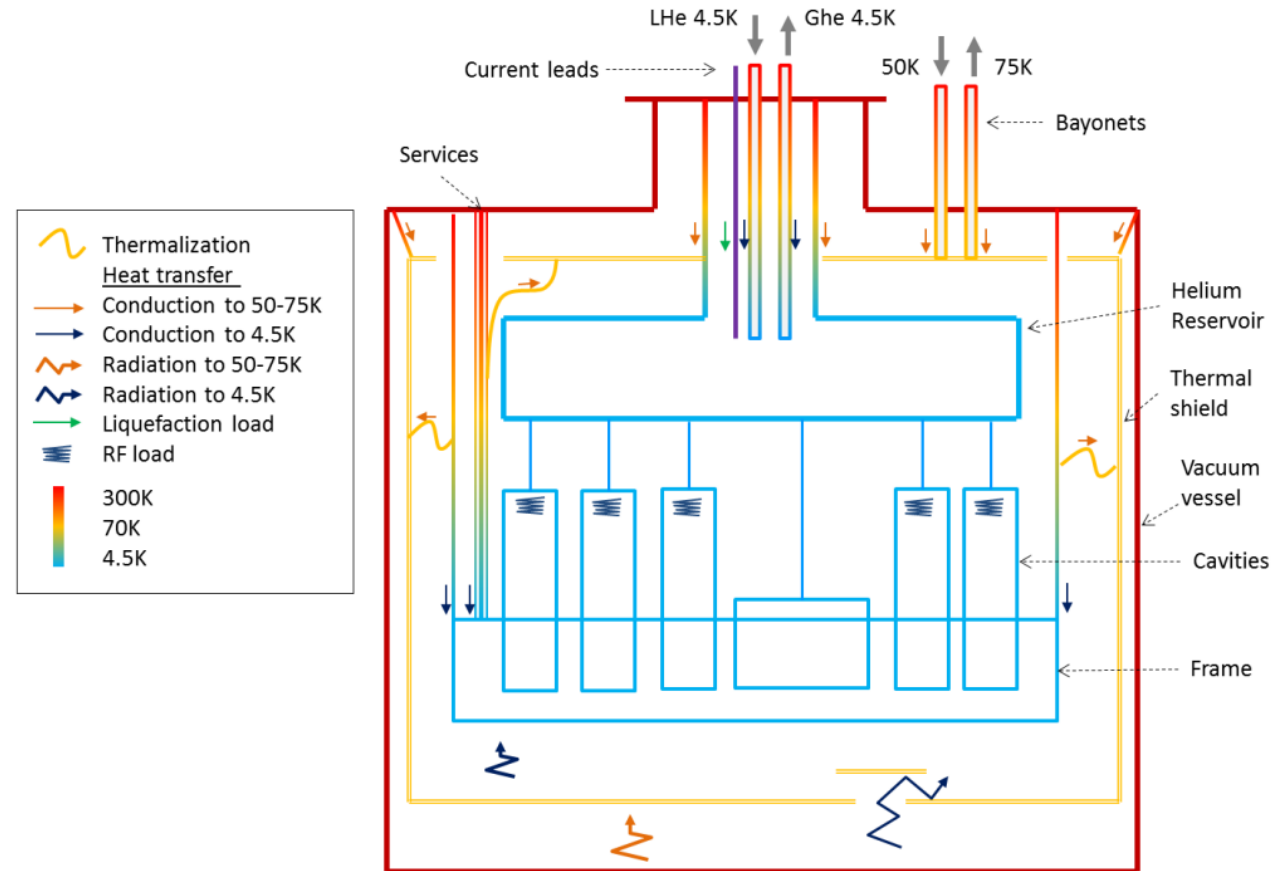 LHe 4.5K
Ghe 4.5K
Current leads
50K
75K
Bayonets
Services
Thermalization
Heat transfer
Conduction to 50-75K
Conduction to 4.5K
Radiation to 50-75K
Radiation to 4.5K
Liquefaction load
RF load
300K
70K
4.5K
Helium
Reservoir
Thermal
shield
Vacuum
vessel
Cavities
Frame